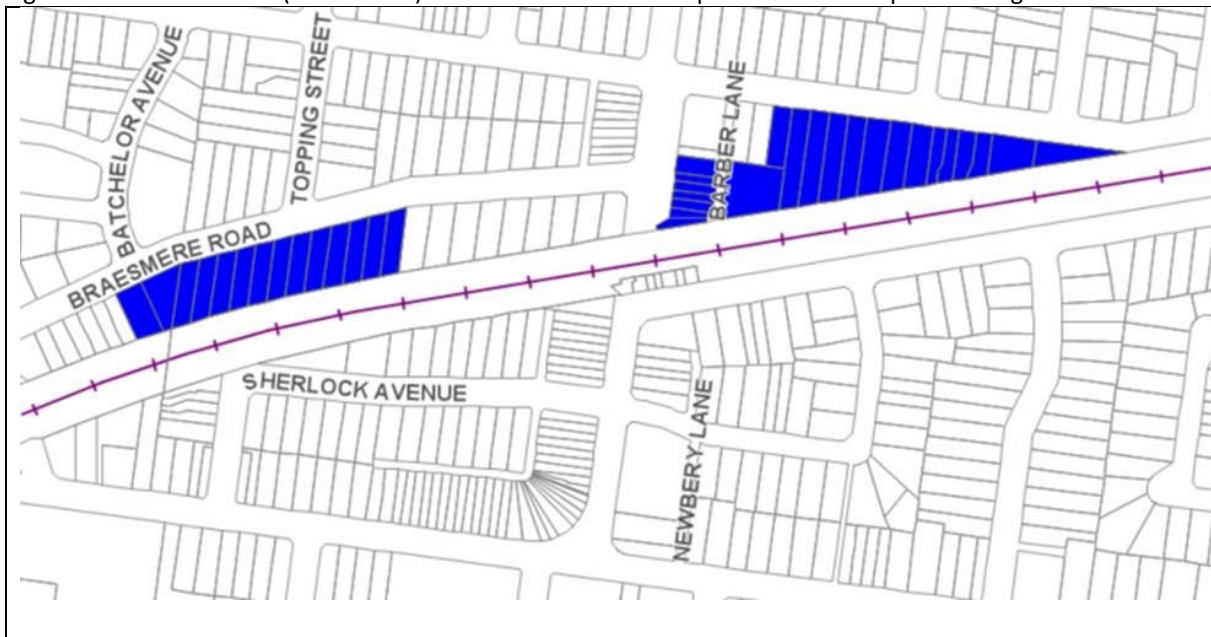 BATCHELOR AVENUE
TOPPING STREET
BARBER LANE
BRAESMERE ROAD
SHERLOCK AVENUE
NEWBERY LANE